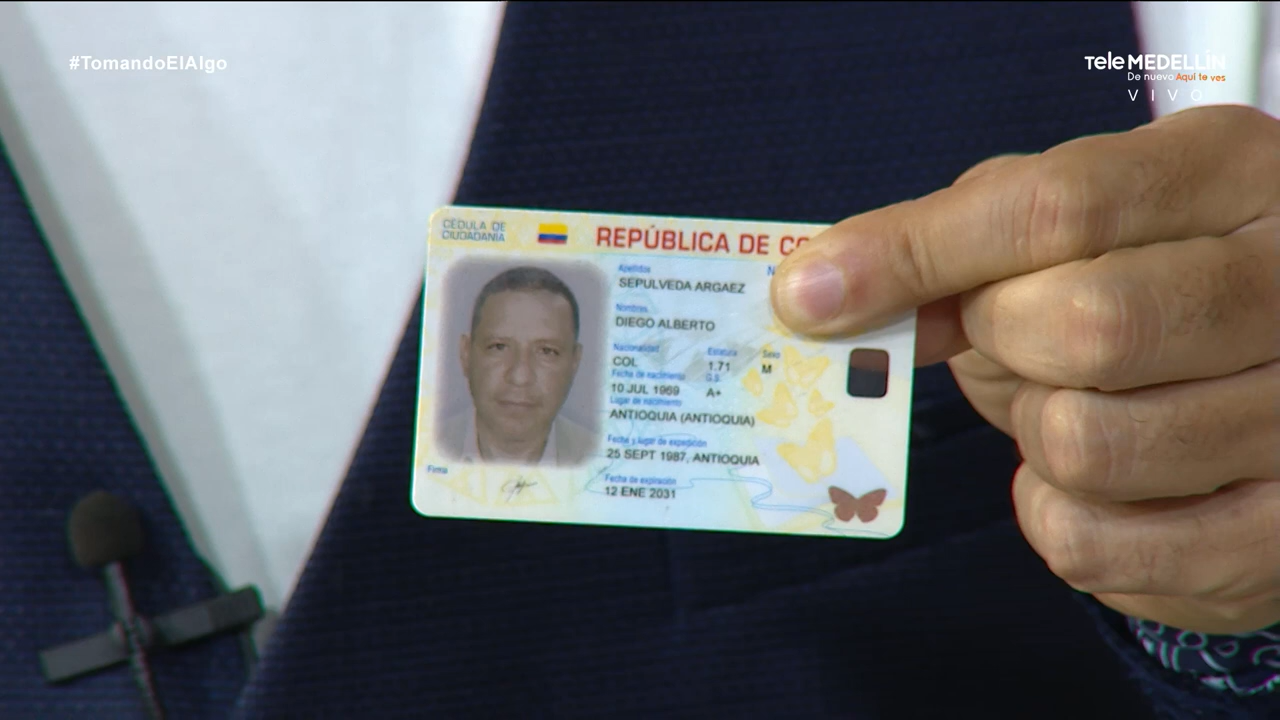 #TomandoElAlgo
TeleMEDELLÍN
De nuevo Aquí te ves
VIVO
CÉDULA DE
CIUDADANÍA
REPÚBLICA DE CO
Apellidos
N
SEPULVEDA ARGAEZ
Nombres
DIEGO ALBERTO
Nacionalidad Estatura Sexo
COL 1.71 M
Fecha de nacimiento G.S.
10 JUL 1969 A+
Lugar de nacimiento
ANTIOQUIA (ANTIOQUIA)
Fecha y lugar de expedición
25 SEPT 1987, ANTIOQUIA
Firma
Fecha de expiración
12 ENE 2031